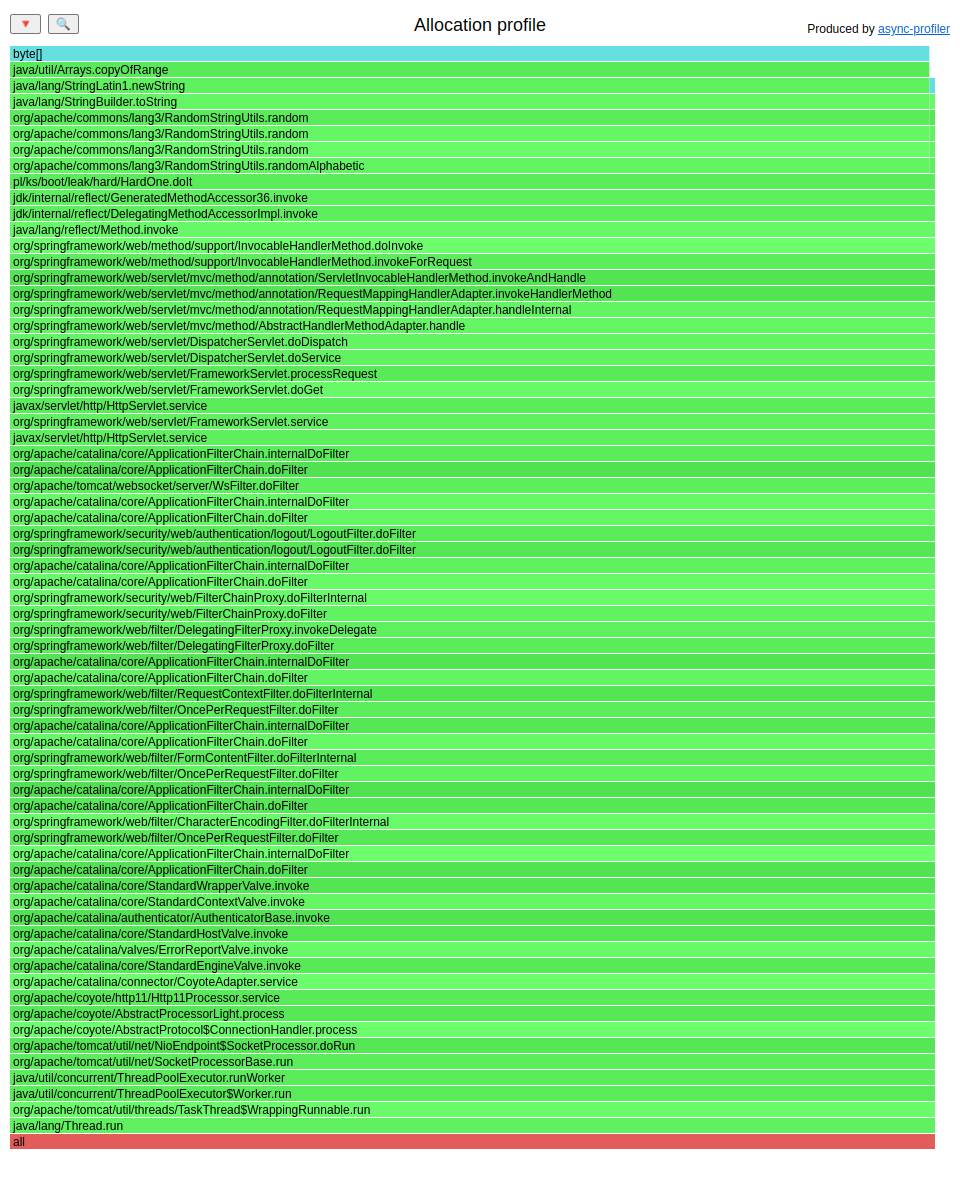 Allocation profile
Produced by async-profiler
byte[]
java/util/Arrays.copyOfRange
java/lang/StringLatin1.newString
java/lang/StringBuilder.toString
org/apache/commons/lang3/RandomStringUtils.random
org/apache/commons/lang3/RandomStringUtils.random
org/apache/commons/lang3/RandomStringUtils.random
org/apache/commons/lang3/RandomStringUtils.randomAlphabetic
pl/ks/boot/leak/hard/HardOne.doIt
jdk/internal/reflect/GeneratedMethodAccessor36.invoke
jdk/internal/reflect/DelegatingMethodAccessorImpl.invoke
java/lang/reflect/Method.invoke
org/springframework/web/method/support/InvocableHandlerMethod.doInvoke
org/springframework/web/method/support/InvocableHandlerMethod.invokeForRequest
org/springframework/web/servlet/mvc/method/annotation/ServletInvocableHandlerMethod.invokeAndHandle
org/springframework/web/servlet/mvc/method/annotation/RequestMappingHandlerAdapter.invokeHandlerMethod
org/springframework/web/servlet/mvc/method/annotation/RequestMappingHandlerAdapter.handleInternal
org/springframework/web/servlet/mvc/method/AbstractHandlerMethodAdapter.handle
org/springframework/web/servlet/DispatcherServlet.doDispatch
org/springframework/web/servlet/DispatcherServlet.doService
org/springframework/web/servlet/FrameworkServlet.processRequest
org/springframework/web/servlet/FrameworkServlet.doGet
javax/servlet/http/HttpServlet.service
org/springframework/web/servlet/FrameworkServlet.service
javax/servlet/http/HttpServlet.service
org/apache/catalina/core/ApplicationFilterChain.internalDoFilter
org/apache/catalina/core/ApplicationFilterChain.doFilter
org/apache/tomcat/websocket/server/WsFilter.doFilter
org/apache/catalina/core/ApplicationFilterChain.internalDoFilter
org/apache/catalina/core/ApplicationFilterChain.doFilter
org/springframework/security/web/authentication/logout/LogoutFilter.doFilter
org/springframework/security/web/authentication/logout/LogoutFilter.doFilter
org/apache/catalina/core/ApplicationFilterChain.internalDoFilter
org/apache/catalina/core/ApplicationFilterChain.doFilter
org/springframework/security/web/FilterChainProxy.doFilterInternal
org/springframework/security/web/FilterChainProxy.doFilter
org/springframework/web/filter/DelegatingFilterProxy.invokeDelegate
org/springframework/web/filter/DelegatingFilterProxy.doFilter
org/apache/catalina/core/ApplicationFilterChain.internalDoFilter
org/apache/catalina/core/ApplicationFilterChain.doFilter
org/springframework/web/filter/RequestContextFilter.doFilterInternal
org/springframework/web/filter/OncePerRequestFilter.doFilter
org/apache/catalina/core/ApplicationFilterChain.internalDoFilter
org/apache/catalina/core/ApplicationFilterChain.doFilter
org/springframework/web/filter/FormContentFilter.doFilterInternal
org/springframework/web/filter/OncePerRequestFilter.doFilter
org/apache/catalina/core/ApplicationFilterChain.internalDoFilter
org/apache/catalina/core/ApplicationFilterChain.doFilter
org/springframework/web/filter/CharacterEncodingFilter.doFilterInternal
org/springframework/web/filter/OncePerRequestFilter.doFilter
org/apache/catalina/core/ApplicationFilterChain.internalDoFilter
org/apache/catalina/core/ApplicationFilterChain.doFilter
org/apache/catalina/core/StandardWrapperValve.invoke
org/apache/catalina/core/StandardContextValve.invoke
org/apache/catalina/authenticator/AuthenticatorBase.invoke
org/apache/catalina/core/StandardHostValve.invoke
org/apache/catalina/valves/ErrorReportValve.invoke
org/apache/catalina/core/StandardEngineValve.invoke
org/apache/catalina/connector/CoyoteAdapter.service
org/apache/coyote/http11/Http11Processor.service
org/apache/coyote/AbstractProcessorLight.process
org/apache/coyote/AbstractProtocol$ConnectionHandler.process
org/apache/tomcat/util/net/NioEndpoint$SocketProcessor.doRun
org/apache/tomcat/util/net/SocketProcessorBase.run
java/util/concurrent/ThreadPoolExecutor.runWorker
java/util/concurrent/ThreadPoolExecutor$Worker.run
org/apache/tomcat/util/threads/TaskThread$WrappingRunnable.run
java/lang/Thread.run
all